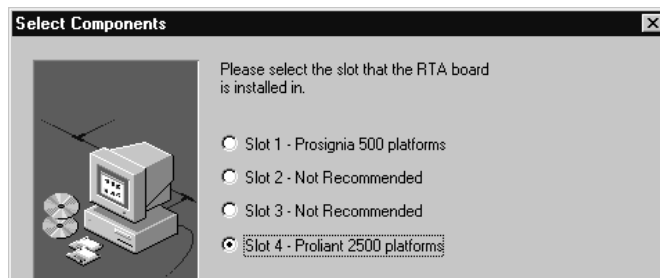 Select Components
Please select the slot that the RTA board
is installed in.
Slot 1 - Prosignia 500 platforms
Slot 2 - Not Recommended
Slot 3 - Not Recommended
Slot 4 - Proliant 2500 platforms